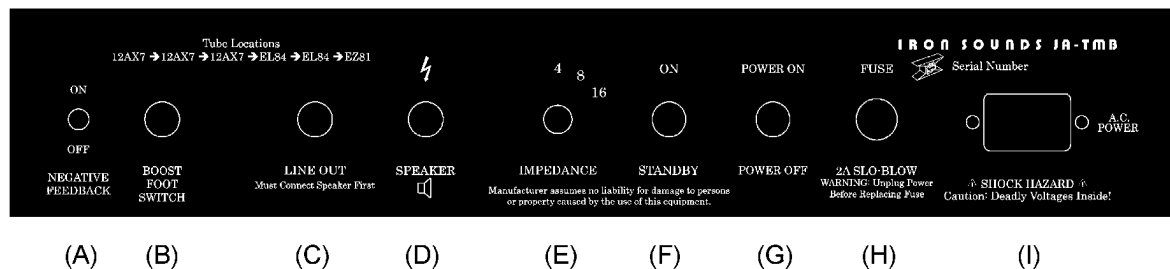 Tube Locations
12AX7 → 12AX7 → 12AX7 → EL84 → EL84 → EZ81
IRON SOUNDS JA-TMB
Serial Number
ON
OFF
NEGATIVE
FEEDBACK
BOOST
FOOT
SWITCH
LINE OUT
Must Connect Speaker First
SPEAKER
4
8
16
IMPEDANCE
ON
STANDBY
Manufacturer assumes no liability for damage to persons
or property caused by the use of this equipment.
POWER ON
POWER OFF
FUSE
2A SLO-BLOW
WARNING: Unplug Power
Before Replacing Fuse
A.C.
POWER
⚠ SHOCK HAZARD ⚠
Caution: Deadly Voltages Inside!
(A) (B) (C) (D) (E) (F) (G) (H) (I)